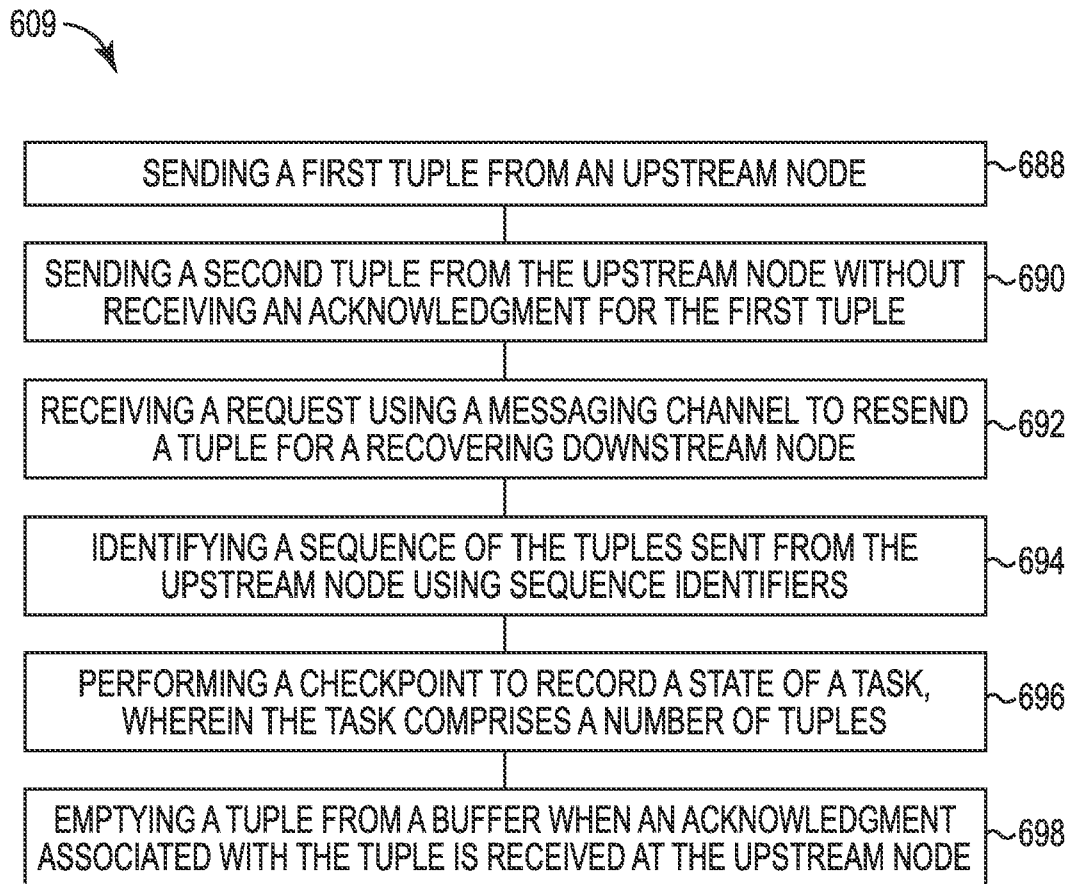 609
SENDING A FIRST TUPLE FROM AN UPSTREAM NODE
688
SENDING A SECOND TUPLE FROM THE UPSTREAM NODE WITHOUT
RECEIVING AN ACKNOWLEDGMENT FOR THE FIRST TUPLE
690
RECEIVING A REQUEST USING A MESSAGING CHANNEL TO RESEND
A TUPLE FOR A RECOVERING DOWNSTREAM NODE
692
IDENTIFYING A SEQUENCE OF THE TUPLES SENT FROM THE
UPSTREAM NODE USING SEQUENCE IDENTIFIERS
694
PERFORMING A CHECKPOINT TO RECORD A STATE OF A TASK,
WHEREIN THE TASK COMPRISES A NUMBER OF TUPLES
696
EMPTYING A TUPLE FROM A BUFFER WHEN AN ACKNOWLEDGMENT
ASSOCIATED WITH THE TUPLE IS RECEIVED AT THE UPSTREAM NODE
698